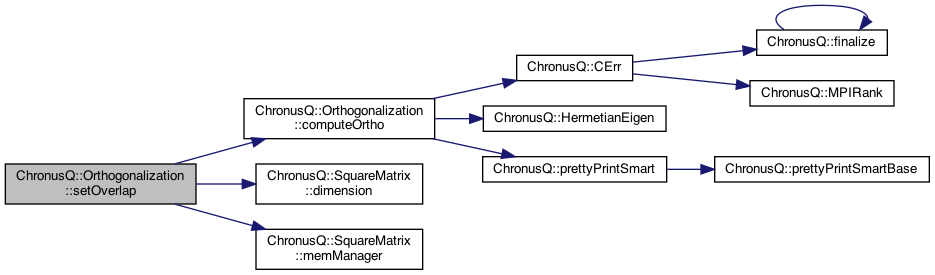 ChronusQ::Orthogonalization
::setOverlap
ChronusQ::Orthogonalization
::computeOrtho
ChronusQ::SquareMatrix
::dimension
ChronusQ::SquareMatrix
::memManager
ChronusQ::CErr
ChronusQ::HermetianEigen
ChronusQ::prettyPrintSmart
ChronusQ::finalize
ChronusQ::MPIRank
ChronusQ::prettyPrintSmartBase